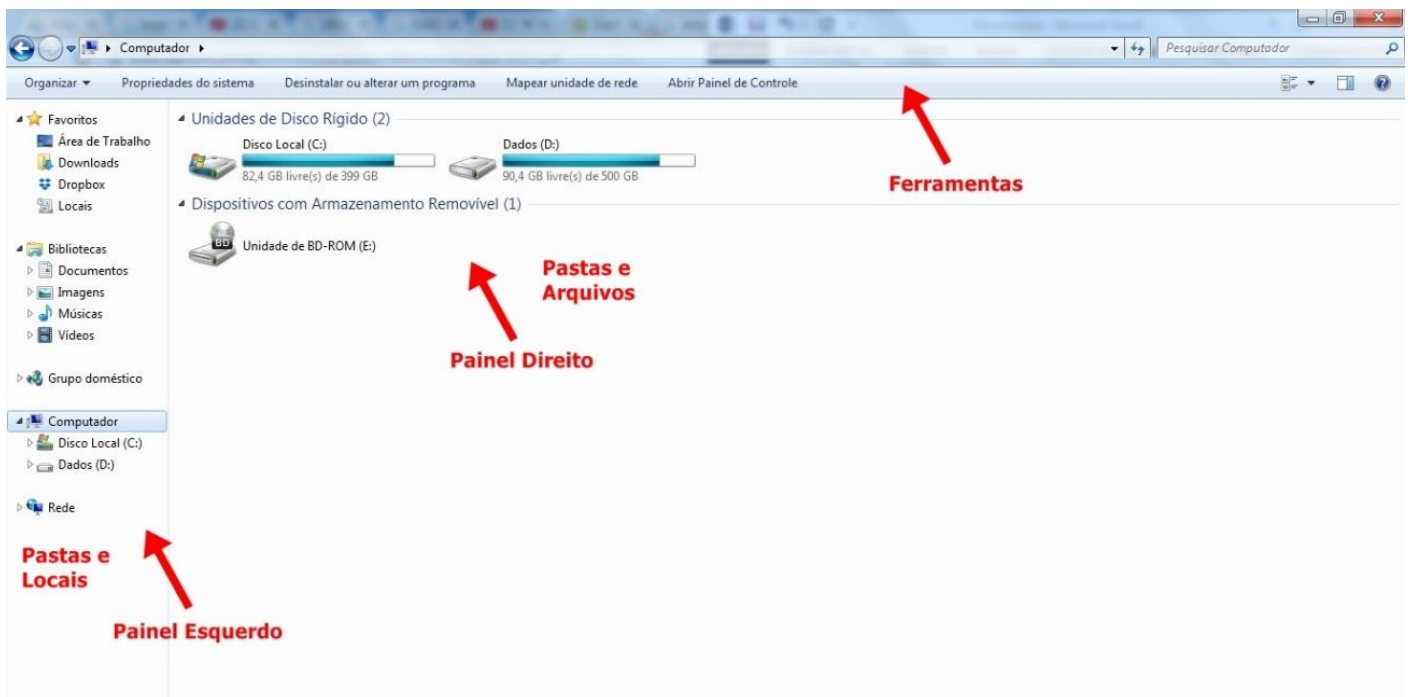 Computador
Pesquisar Computador
Organizar Propriedades do sistema Desinstalar ou alterar um programa Mapear unidade de rede Abrir Painel de Controle
Favoritos
Área de Trabalho
Downloads
Dropbox
Locais
Bibliotecas
Documentos
Imagens
Músicas
Vídeos
Grupo doméstico
Computador
Disco Local (C:)
Dados (D:)
Rede
Pastas e
Locais
Painel Esquerdo
Unidades de Disco Rígido (2)
Disco Local (C:)
82,4 GB livre(s) de 399 GB
Dados (D:)
90,4 GB livre(s) de 500 GB
Dispositivos com Armazenamento Removível (1)
BD
Unidade de BD-ROM (E:)
Pastas e
Arquivos
Painel Direito
Ferramentas